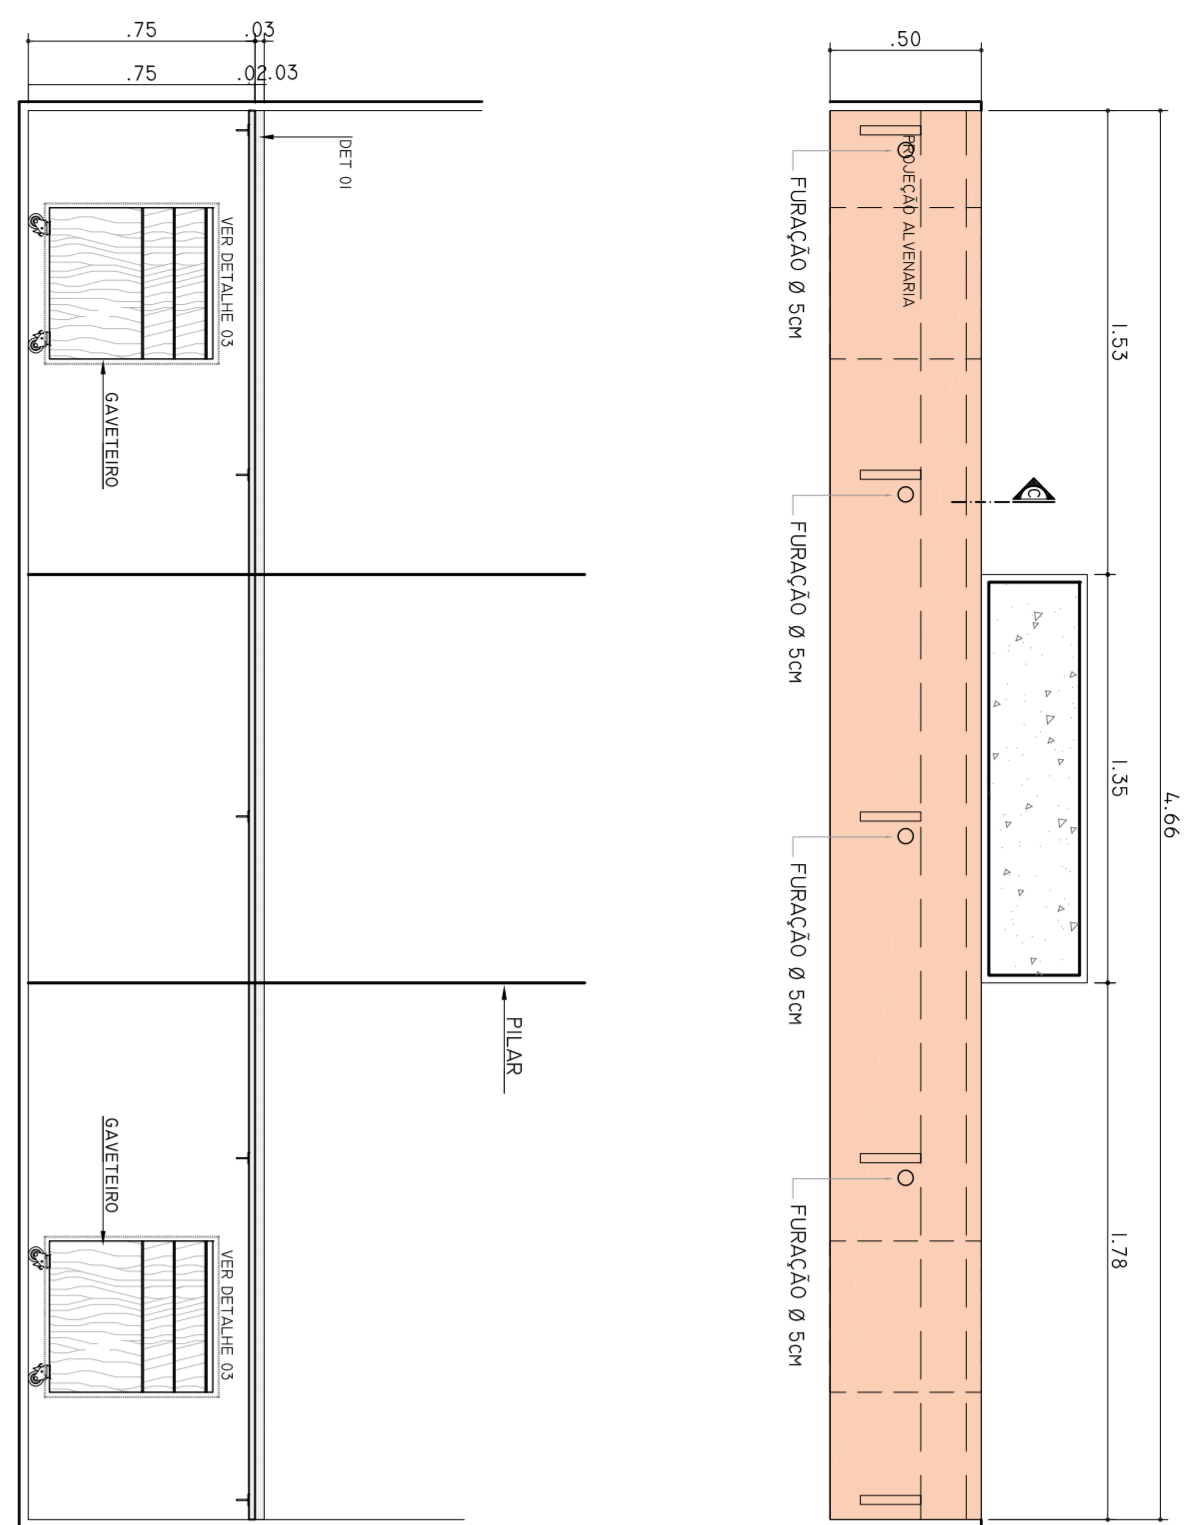 .75
.03
.75
.02
.03
DET 01
VER DETALHE 03
GAVETEIRO
PILAR
GAVETEIRO
VER DETALHE 03
.50
PROJEÇÃO ALVENARIA
FURAÇÃO Ø 5CM
FURAÇÃO Ø 5CM
FURAÇÃO Ø 5CM
FURAÇÃO Ø 5CM
C
1.53
1.35
1.78
4.66